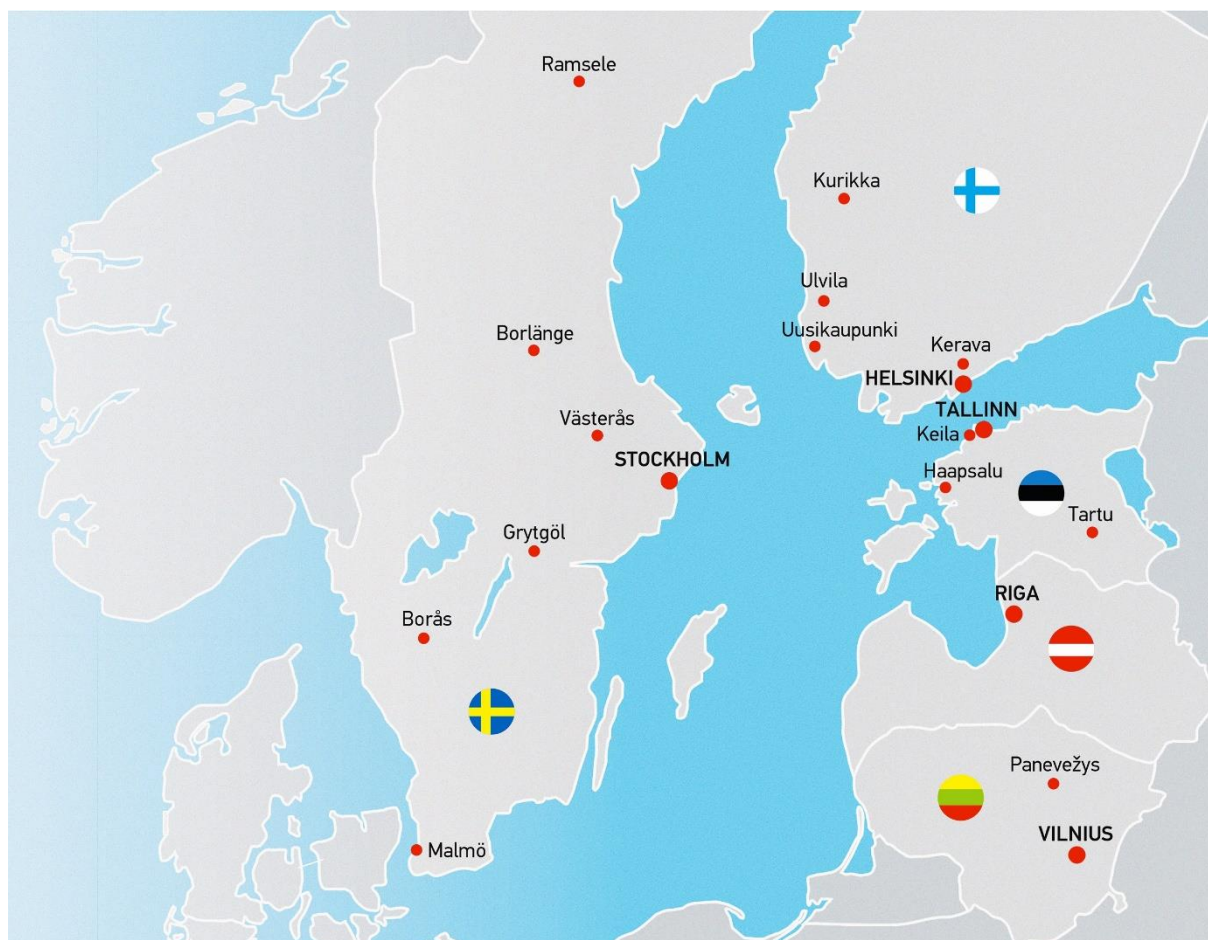 Ramsele
Kurikka
Ulvila
Uusikaupunki
Borlänge
Kerava
HELSINKI
TALLINN
Västerås
Keila
STOCKHOLM
Haapsalu
Tartu
Grytgöl
RIGA
Borås
Panevežys
VILNIUS
Malmö